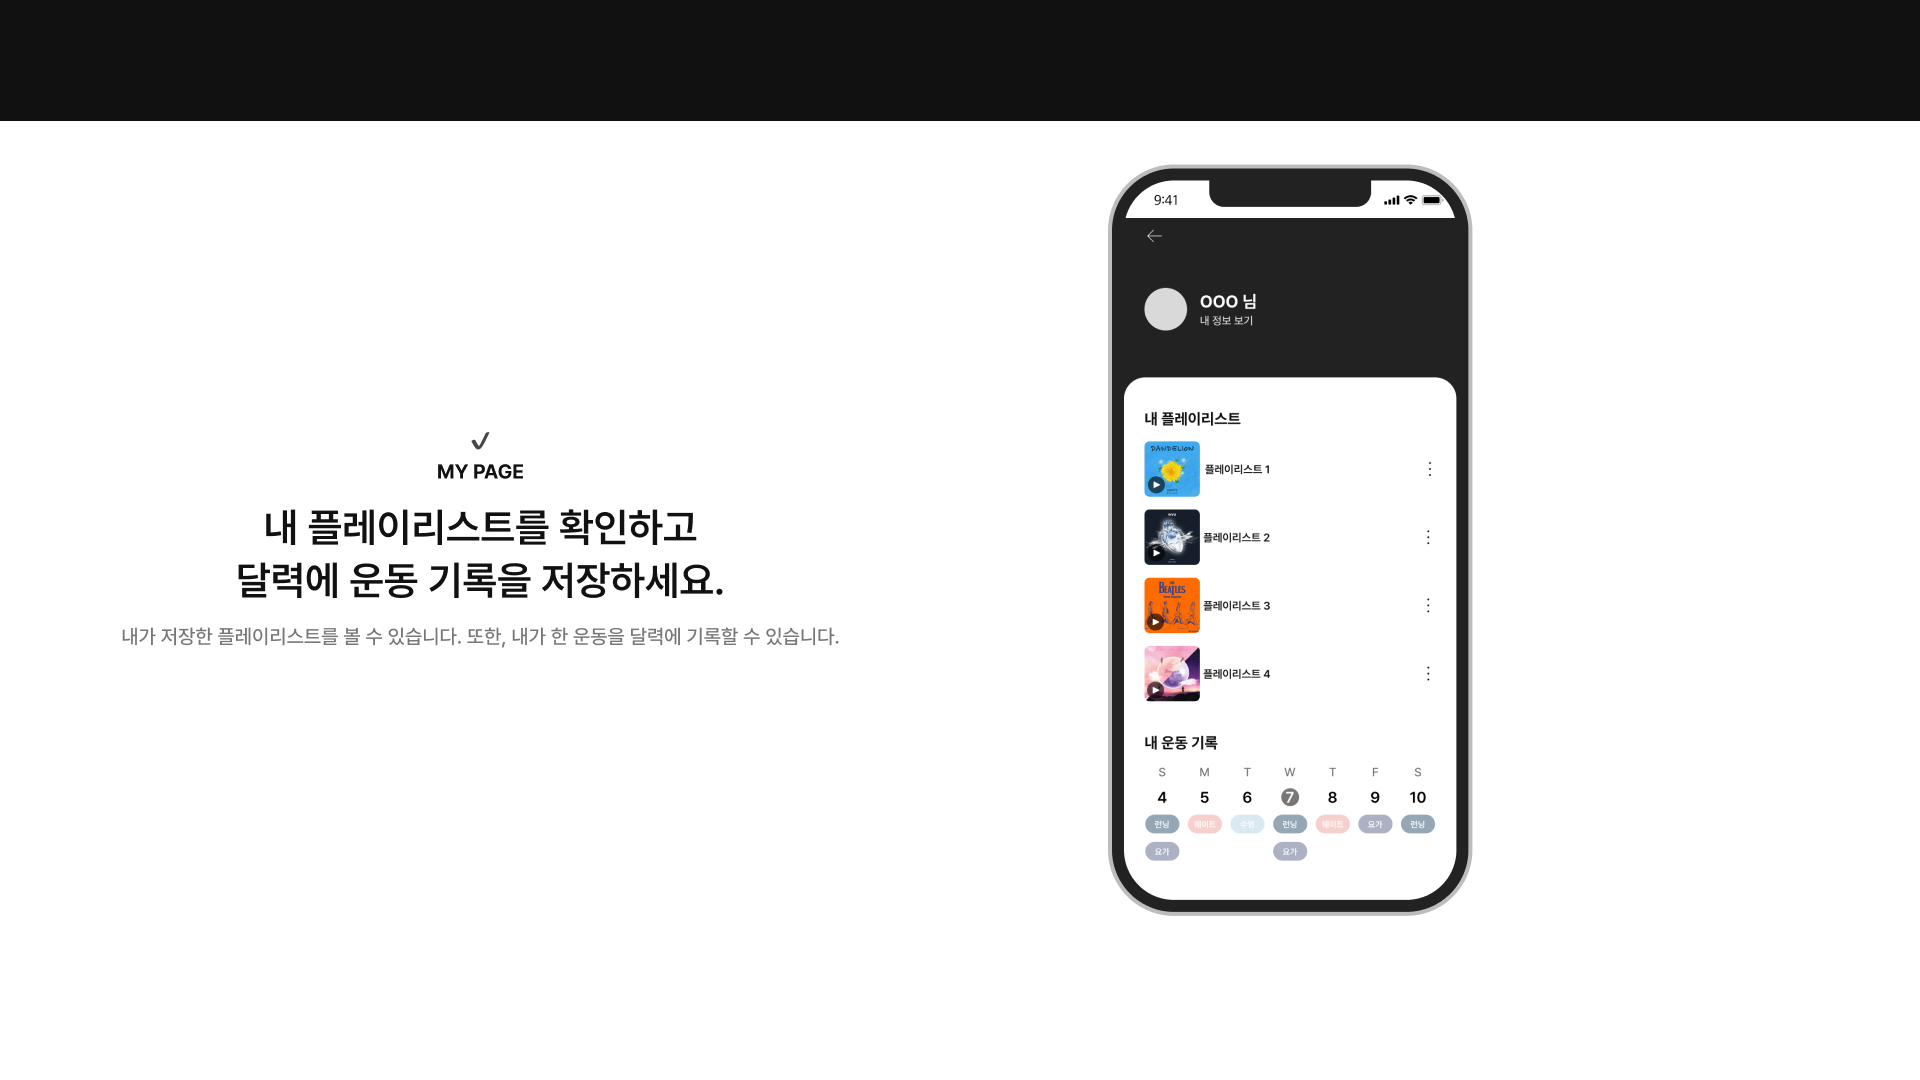 MY PAGE
내 플레이리스트를 확인하고
달력에 운동 기록을 저장하세요.
내가 저장한 플레이리스트를 볼 수 있습니다. 또한, 내가 한 운동을 달력에 기록할 수 있습니다.
9:41
OOO 님
내 정보 보기
내 플레이리스트
DANDELION
플레이리스트 1
플레이리스트 2
BEATLES
플레이리스트 3
플레이리스트 4
내 운동 기록
S M T W T F S
4 5 6 7 8 9 10
런닝 웨이트 수영 런닝 웨이트 요가 런닝
요가 요가